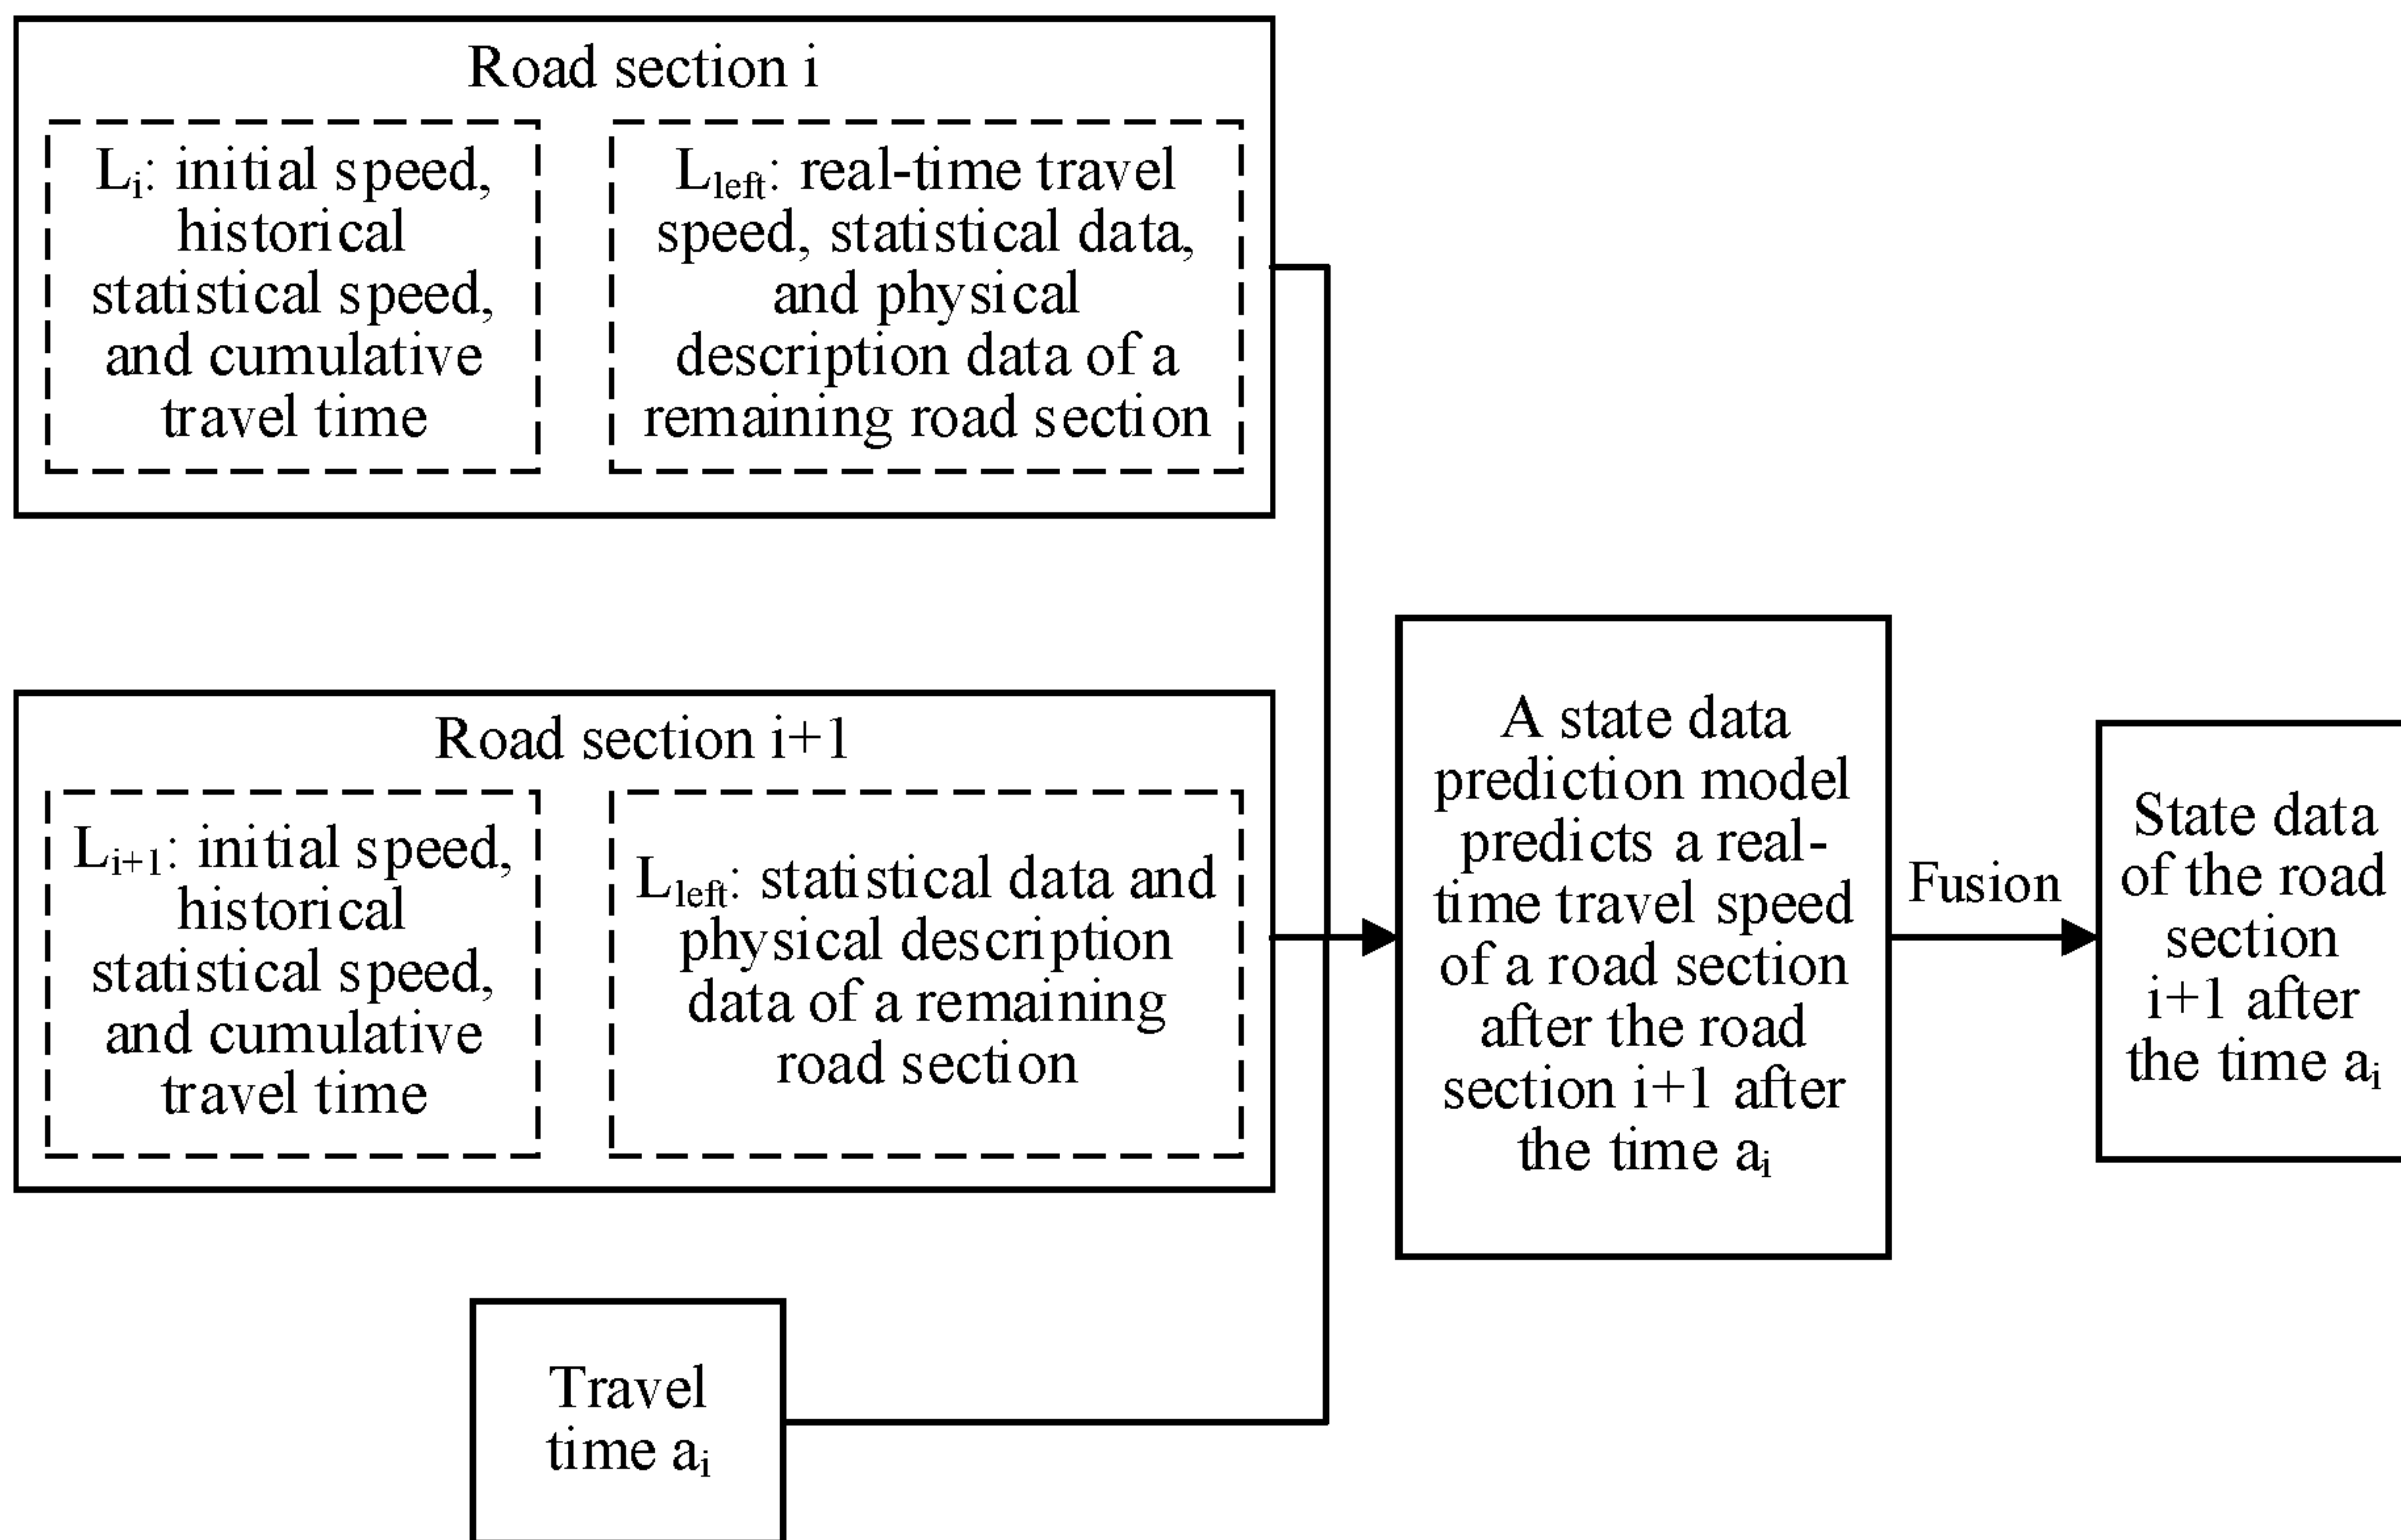 Road section i
Lᵢ: initial speed,
historical
statistical speed,
and cumulative
travel time
L_left: real-time travel
speed, statistical data,
and physical
description data of a
remaining road section
Road section i+1
Lᵢ₊₁: initial speed,
historical
statistical speed,
and cumulative
travel time
L_left: statistical data and
physical description
data of a remaining
road section
Travel
time aᵢ
A state data
prediction model
predicts a real-
time travel speed
of a road section
after the road
section i+1 after
the time aᵢ
Fusion
State data
of the road
section
i+1 after
the time aᵢ